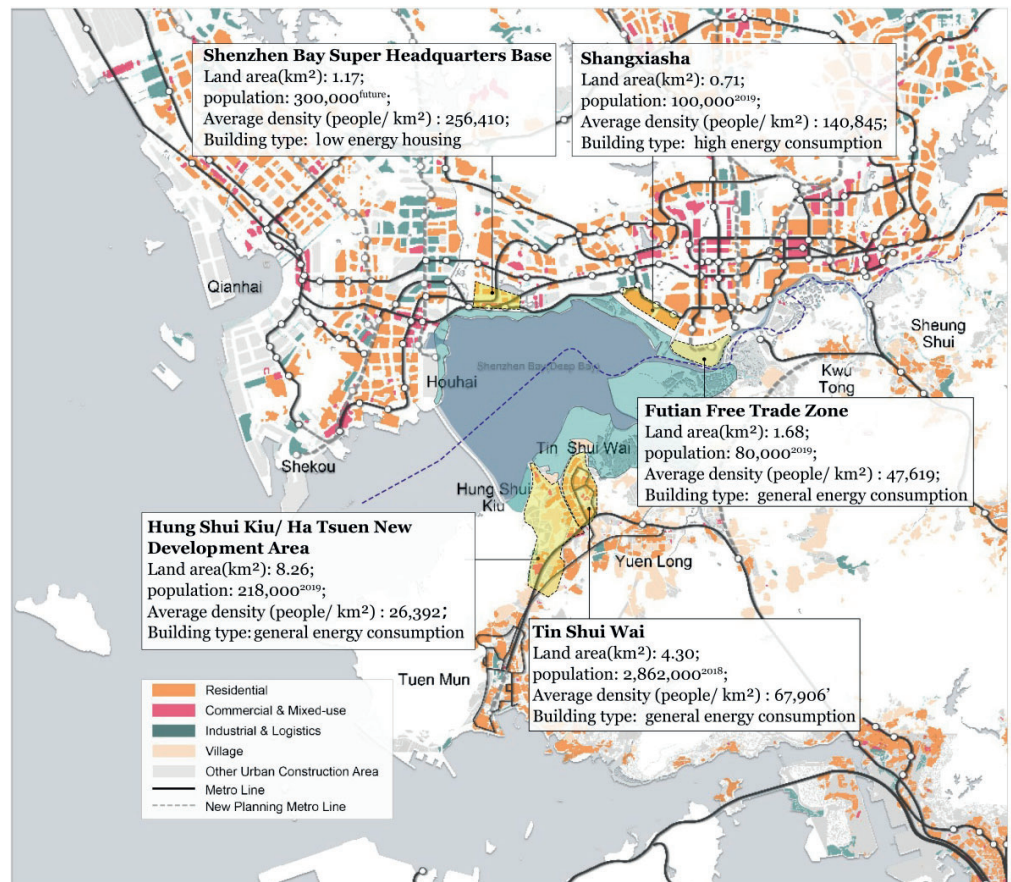 Shenzhen Bay Super Headquarters Base
Land area(km²): 1.17;
population: 300,000future;
Average density (people/ km²) : 256,410;
Building type: low energy housing
Shangxiasha
Land area(km²): 0.71;
population: 100,000²⁰¹⁹;
Average density (people/ km²) : 140,845;
Building type: high energy consumption
Qianhai
Sheung
Shui
Shenzhen Bay(Deep Bay)
Kwu
Tong
Houhai
Futian Free Trade Zone
Land area(km²): 1.68;
population: 80,000²⁰¹⁹;
Average density (people/ km²) : 47,619;
Building type: general energy consumption
Tin Shui Wai
Shekou
Hung Shui
Kiu
Hung Shui Kiu/ Ha Tsuen New
Development Area
Land area(km²): 8.26;
population: 218,000²⁰¹⁹;
Average density (people/ km²) : 26,392;
Building type: general energy consumption
Yuen Long
Tin Shui Wai
Land area(km²): 4.30;
population: 2,862,000²⁰¹⁸;
Average density (people/ km²) : 67,906'
Building type: general energy consumption
Tuen Mun
Residential
Commercial & Mixed-use
Industrial & Logistics
Village
Other Urban Construction Area
Metro Line
New Planning Metro Line